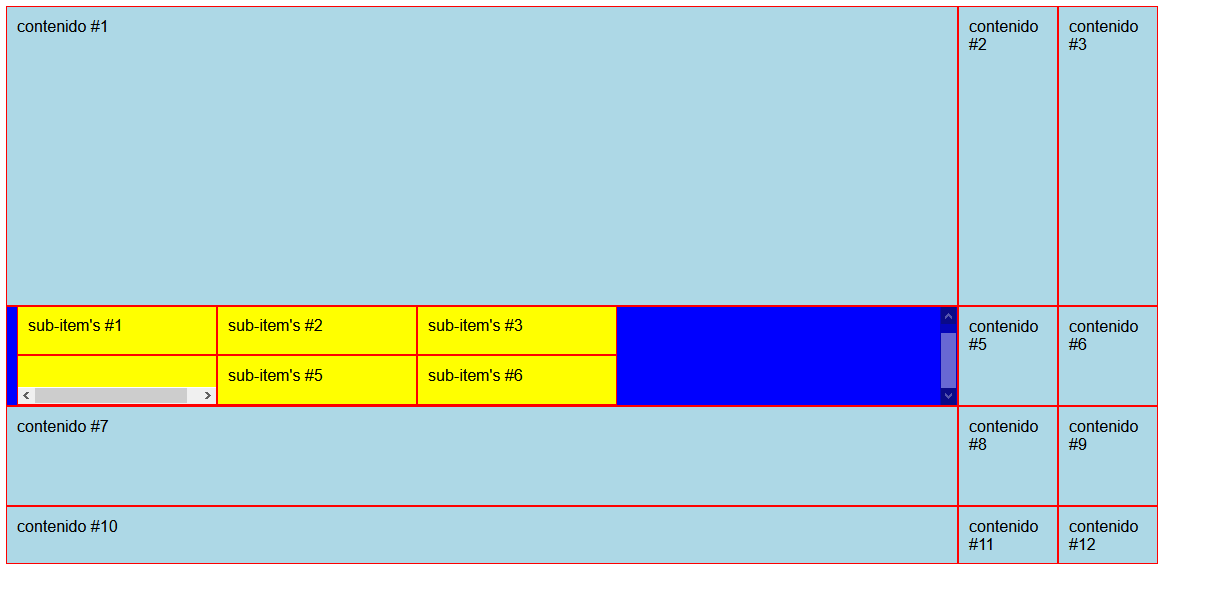 contenido #1
contenido
#2
contenido
#3
sub-item's #1
sub-item's #2
sub-item's #3
sub-item's #5
sub-item's #6
contenido
#5
contenido
#6
contenido #7
contenido
#8
contenido
#9
contenido #10
contenido
#11
contenido
#12